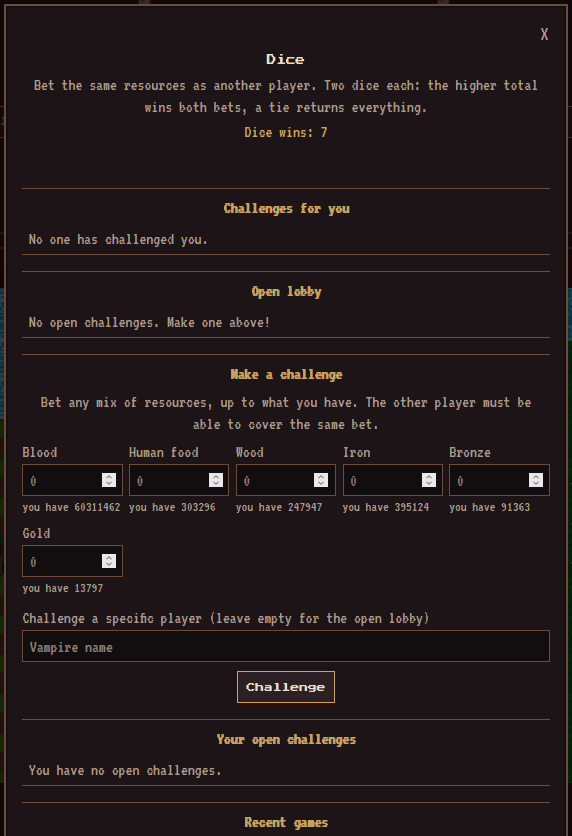 X
Dice
Bet the same resources as another player. Two dice each: the higher total
wins both bets, a tie returns everything.
Dice wins: 7
Challenges for you
No one has challenged you.
Open lobby
No open challenges. Make one above!
Make a challenge
Bet any mix of resources, up to what you have. The other player must be
able to cover the same bet.
Blood Human food Wood Iron Bronze
0 0 0 0 0
you have 60311462 you have 303296 you have 247947 you have 395124 you have 91363
Gold
0
you have 13797
Challenge a specific player (leave empty for the open lobby)
Vampire name
Challenge
Your open challenges
You have no open challenges.
Recent games